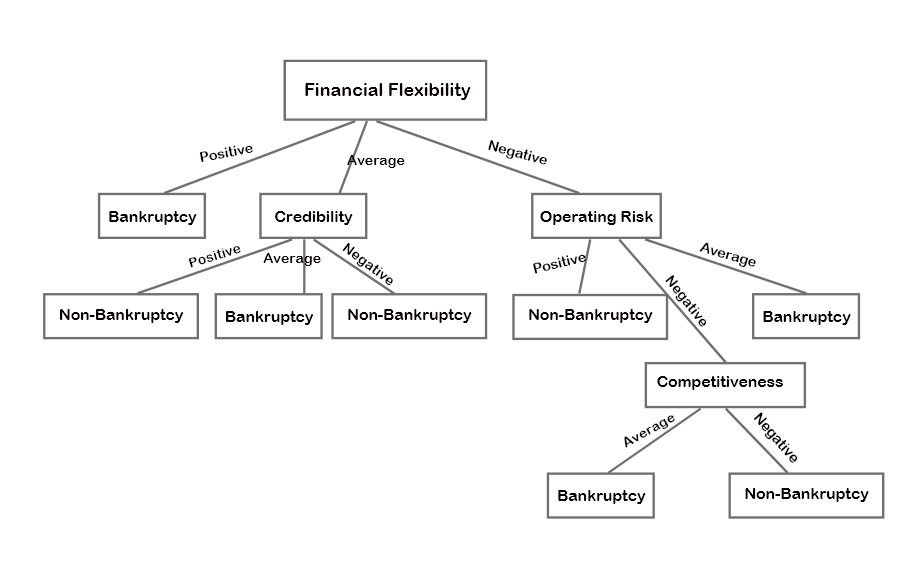 Financial Flexibility
Positive
Average
Negative
Bankruptcy
Credibility
Operating Risk
Positive
Average
Negative
Positive
Negative
Average
Non-Bankruptcy
Bankruptcy
Non-Bankruptcy
Non-Bankruptcy
Bankruptcy
Competitiveness
Average
Negative
Bankruptcy
Non-Bankruptcy